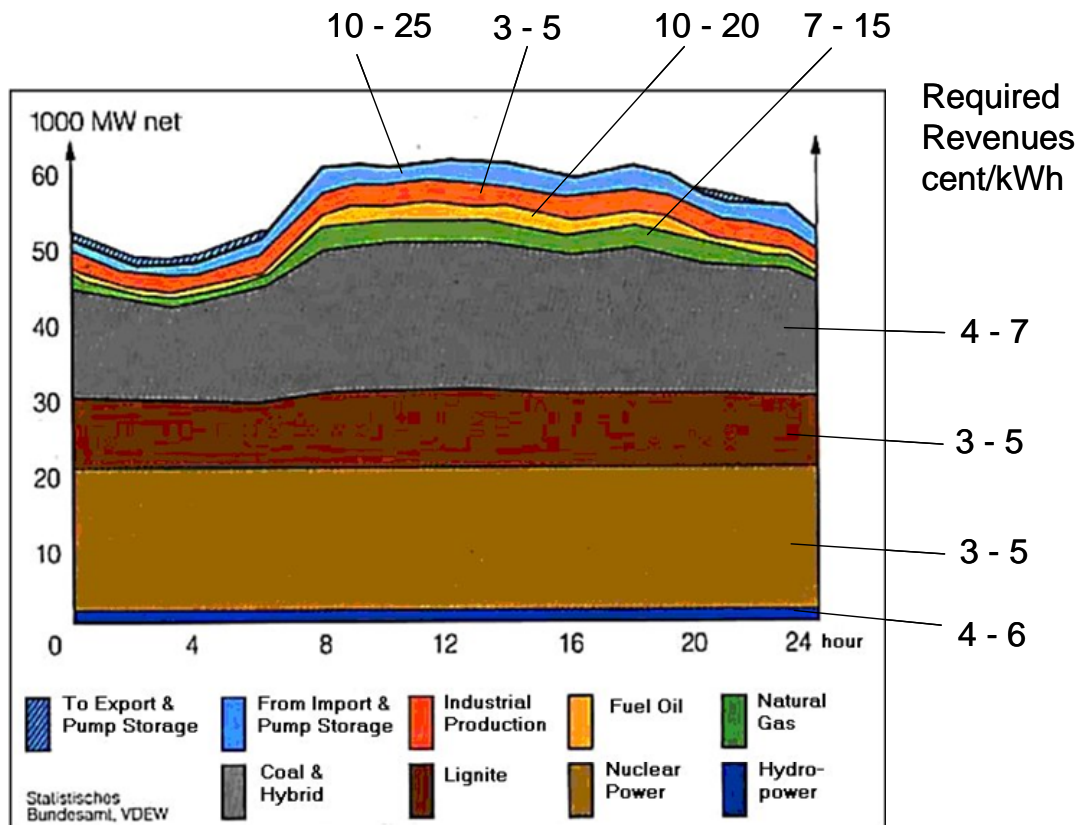 10 - 25
3 - 5
10 - 20
7 - 15
Required
Revenues
cent/kWh
1000 MW net
60
50
40
30
20
10
0
4
8
12
16
20
24 hour
4 - 7
3 - 5
3 - 5
4 - 6
To Export &
Pump Storage
From Import &
Pump Storage
Industrial
Production
Fuel Oil
Natural
Gas
Coal &
Hybrid
Lignite
Nuclear
Power
Hydro-
power
Statistisches
Bundesamt, VDEW